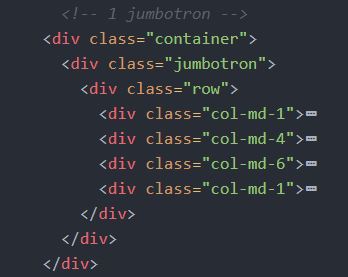 <!-- 1 jumbotron -->
<div class="container">
<div class="jumbotron">
<div class="row">
<div class="col-md-1">⋯
<div class="col-md-4">⋯
<div class="col-md-6">⋯
<div class="col-md-1">⋯
</div>
</div>
</div>